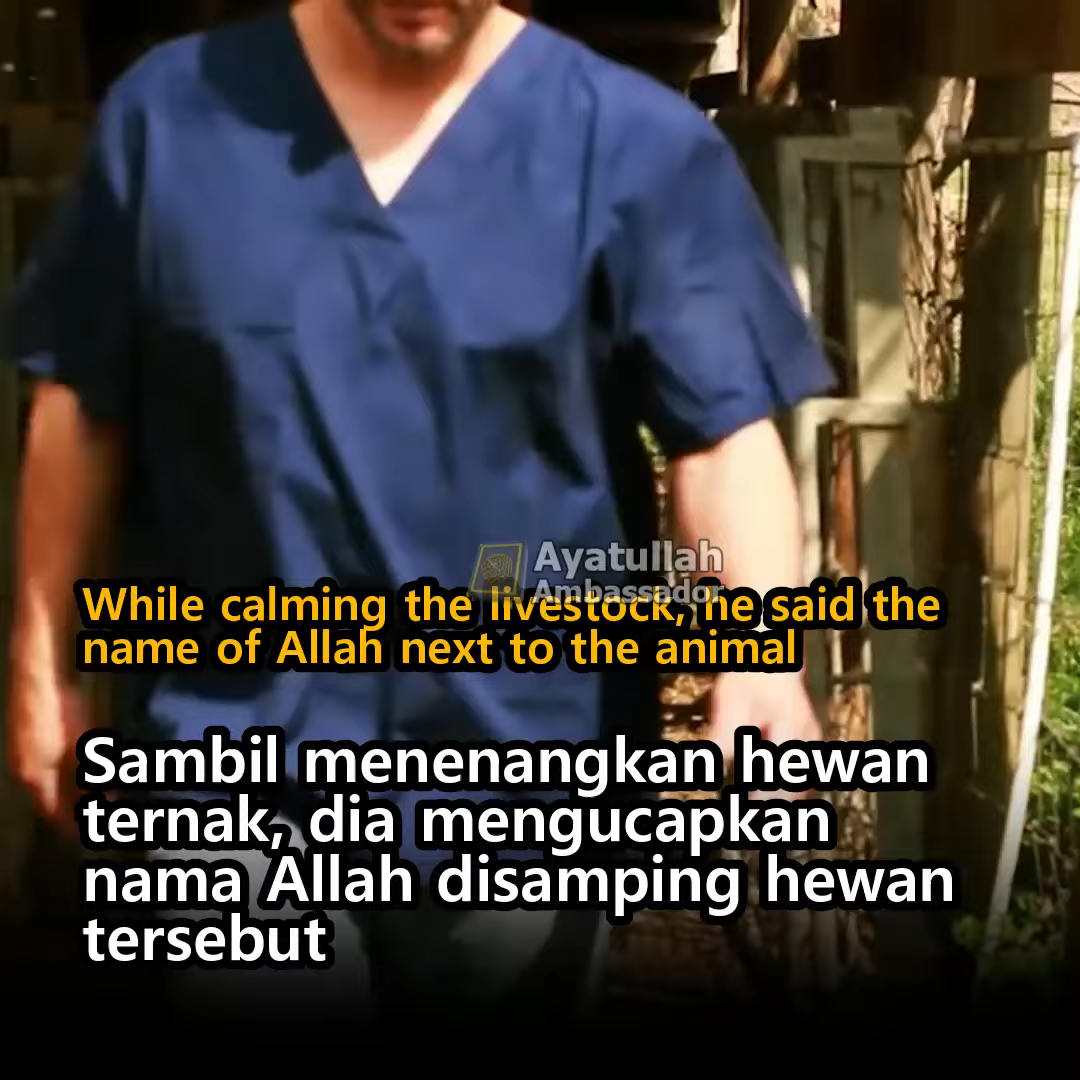 Ayatullah
Ambassador
While calming the livestock, he said the
name of Allah next to the animal
Sambil menenangkan hewan
ternak, dia mengucapkan
nama Allah disamping hewan
tersebut